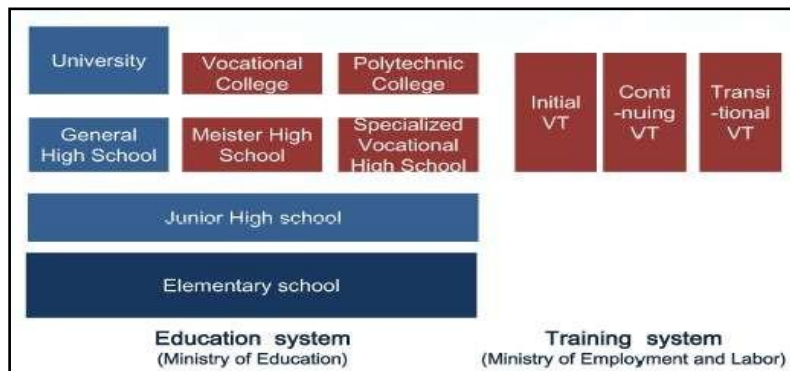 University
Vocational
College
Polytechnic
College
Initial
VT
Conti
-nuing
VT
Transi
-tional
VT
General
High School
Meister High
School
Specialized
Vocational
High School
Junior High school
Elementary school
Education system
(Ministry of Education)
Training system
(Ministry of Employment and Labor)